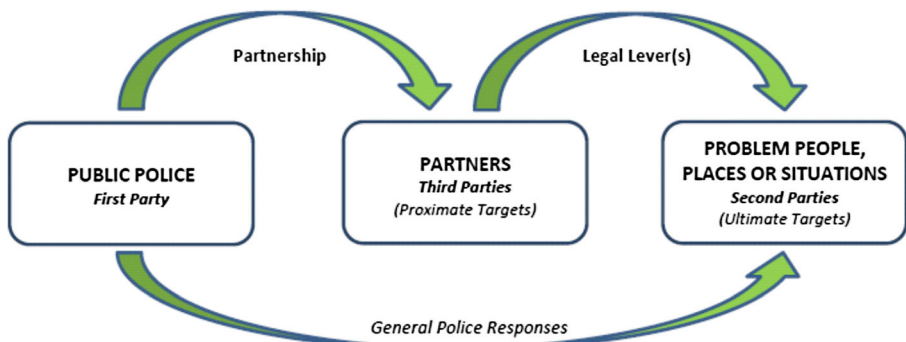 Partnership
Legal Lever(s)
PUBLIC POLICE
First Party
PARTNERS
Third Parties
(Proximate Targets)
PROBLEM PEOPLE,
PLACES OR SITUATIONS
Second Parties
(Ultimate Targets)
General Police Responses